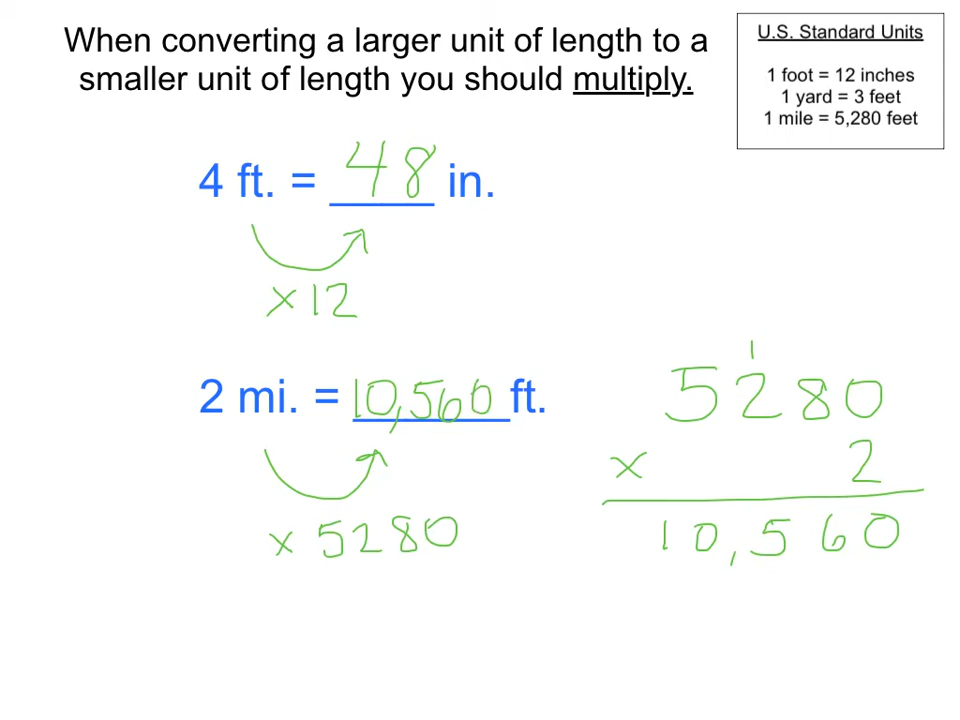 When converting a larger unit of length to a
smaller unit of length you should multiply.
U.S. Standard Units
1 foot = 12 inches
1 yard = 3 feet
1 mile = 5,280 feet
4 ft. = 48 in.
×12
2 mi. = 10,560 ft.
× 5280
1
5280
× 2
10,560